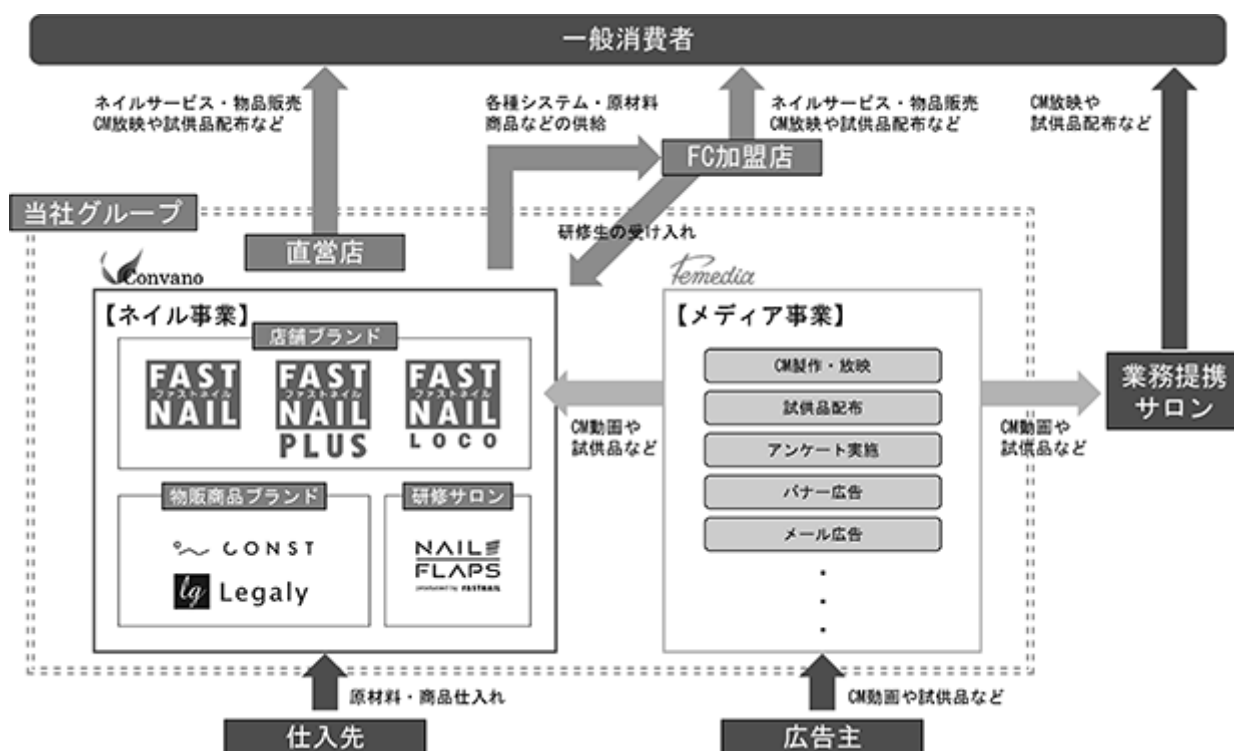 一般消費者
ネイルサービス・物品販売
CM放映や試供品配布など
各種システム・原材料
商品などの供給
ネイルサービス・物品販売
CM放映や試供品配布など
CM放映や
試供品配布など
FC加盟店
当社グループ
直営店
研修生の受け入れ
Convano
Femedia
【ネイル事業】
店舗ブランド
FAST
ファストネイル
NAIL
FAST
ファストネイル
NAIL
PLUS
FAST
ファストネイル
NAIL
LOCO
物販商品ブランド
CONST
lg Legaly
研修サロン
NAIL
FLAPS
produced by FASTNAIL
CM動画や
試供品など
【メディア事業】
CM製作・放映
試供品配布
アンケート実施
バナー広告
メール広告
・
・
・
CM動画や
試供品など
業務提携
サロン
原材料・商品仕入れ
仕入先
CM動画や試供品など
広告主